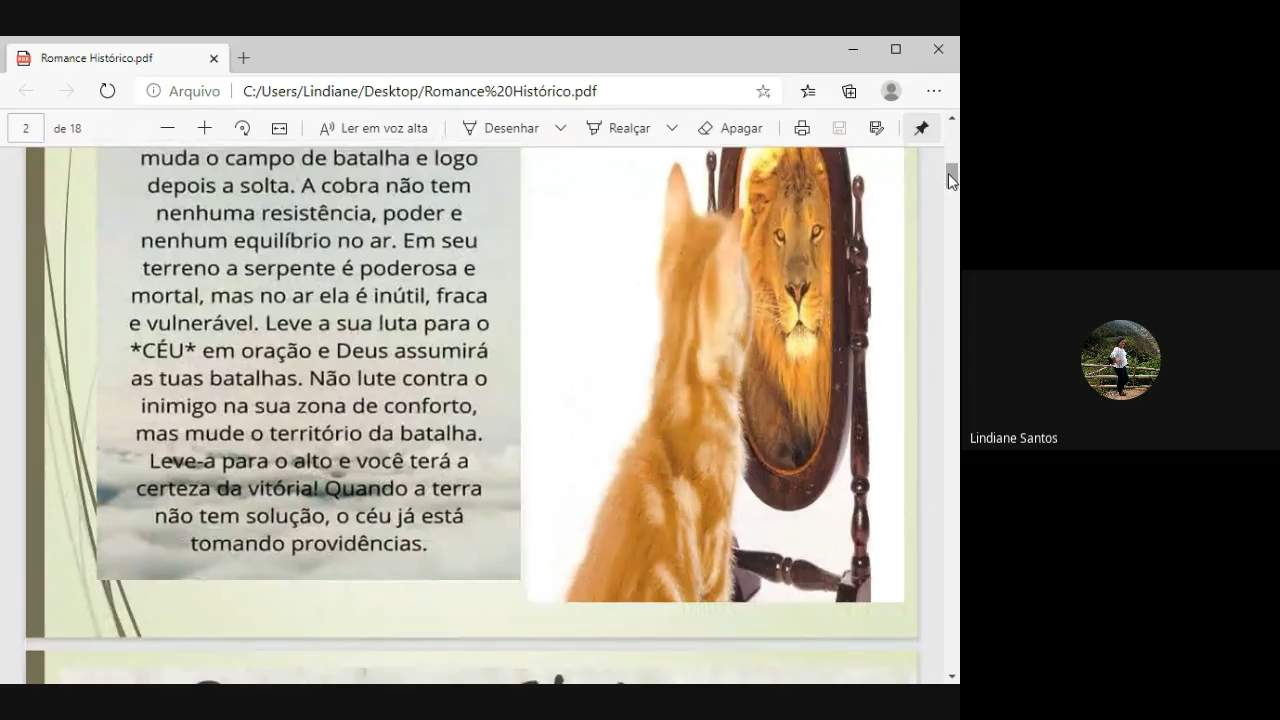 Romance Histórico.pdf
Arquivo
C:/Users/Lindiane/Desktop/Romance%20Histórico.pdf
2
de 18
Ler em voz alta
Desenhar
Realçar
Apagar
muda o campo de batalha e logo
depois a solta. A cobra não tem
nenhuma resistência, poder e
nenhum equilíbrio no ar. Em seu
terreno a serpente é poderosa e
mortal, mas no ar ela é inútil, fraca
e vulnerável. Leve a sua luta para o
*CÉU* em oração e Deus assumirá
as tuas batalhas. Não lute contra o
inimigo na sua zona de conforto,
mas mude o território da batalha.
Leve-a para o alto e você terá a
certeza da vitória! Quando a terra
não tem solução, o céu já está
tomando providências.
Lindiane Santos